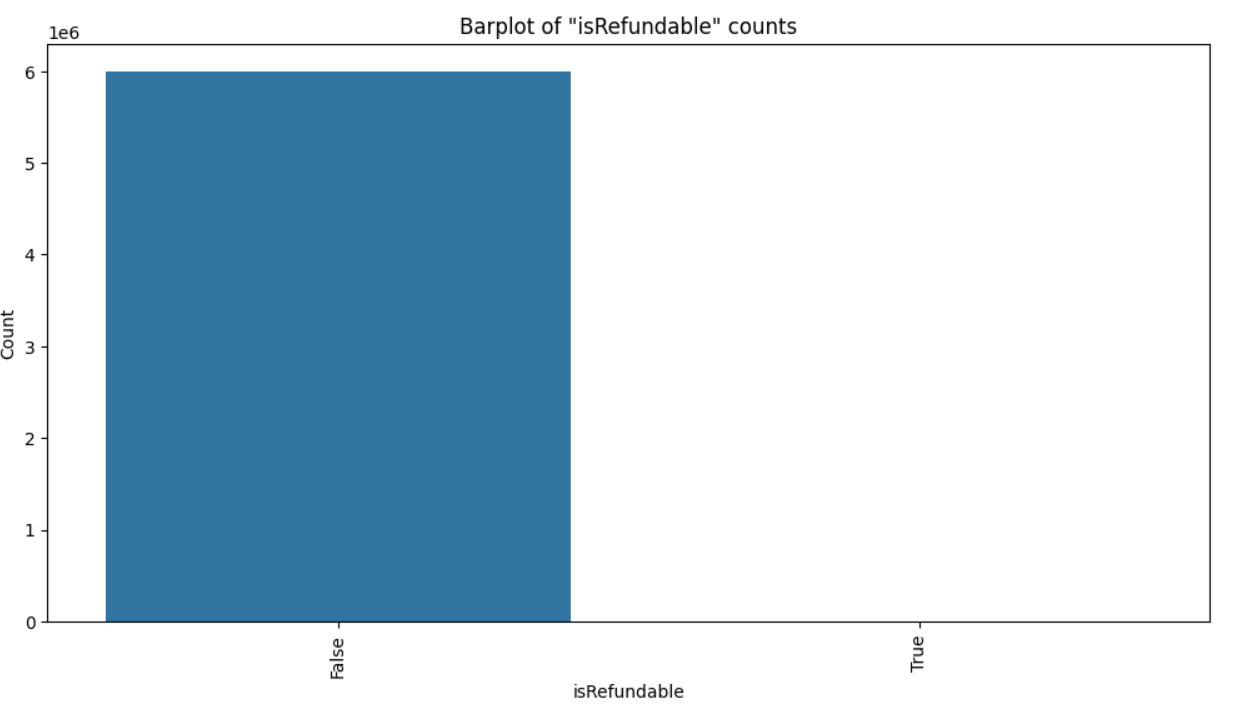 Barplot of "isRefundable" counts
1e6
6
5
4
3
2
1
0
Count
False
True
isRefundable